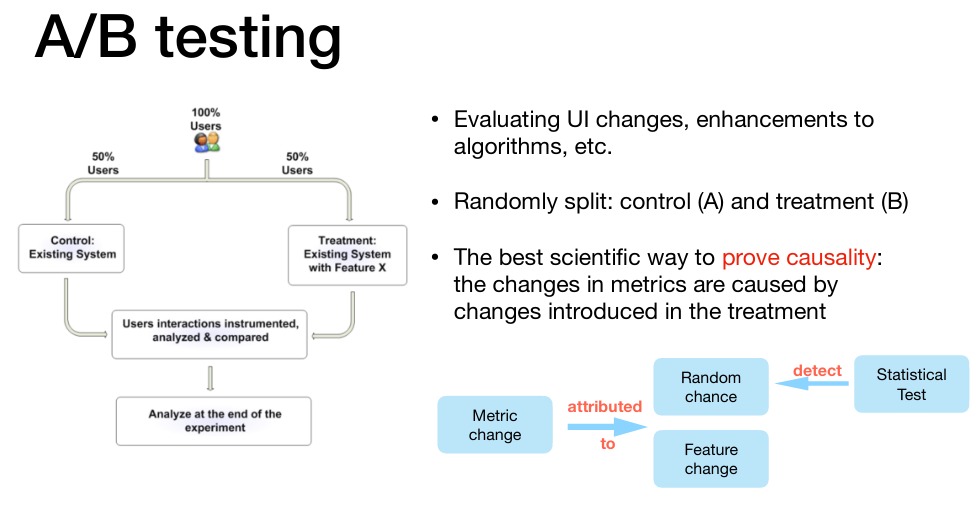 A/B testing
100%
Users
50%
Users
50%
Users
Control:
Existing System
Treatment:
Existing System
with Feature X
Users interactions instrumented,
analyzed & compared
Analyze at the end of the
experiment
• Evaluating UI changes, enhancements to
algorithms, etc.
• Randomly split: control (A) and treatment (B)
• The best scientific way to prove causality:
the changes in metrics are caused by
changes introduced in the treatment
Metric
change
attributed
to
Random
chance
Feature
change
detect
Statistical
Test